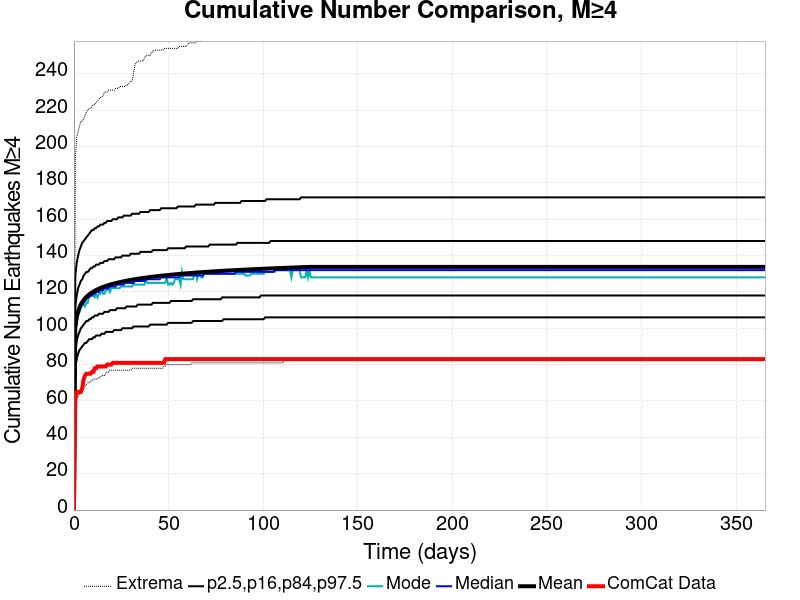 Cumulative Number Comparison, M≥4
Cumulative Num Earthquakes M≥4
240
220
200
180
160
140
120
100
80
60
40
20
0
0 50 100 150 200 250 300 350
Time (days)
Extrema p2.5,p16,p84,p97.5 Mode Median Mean ComCat Data